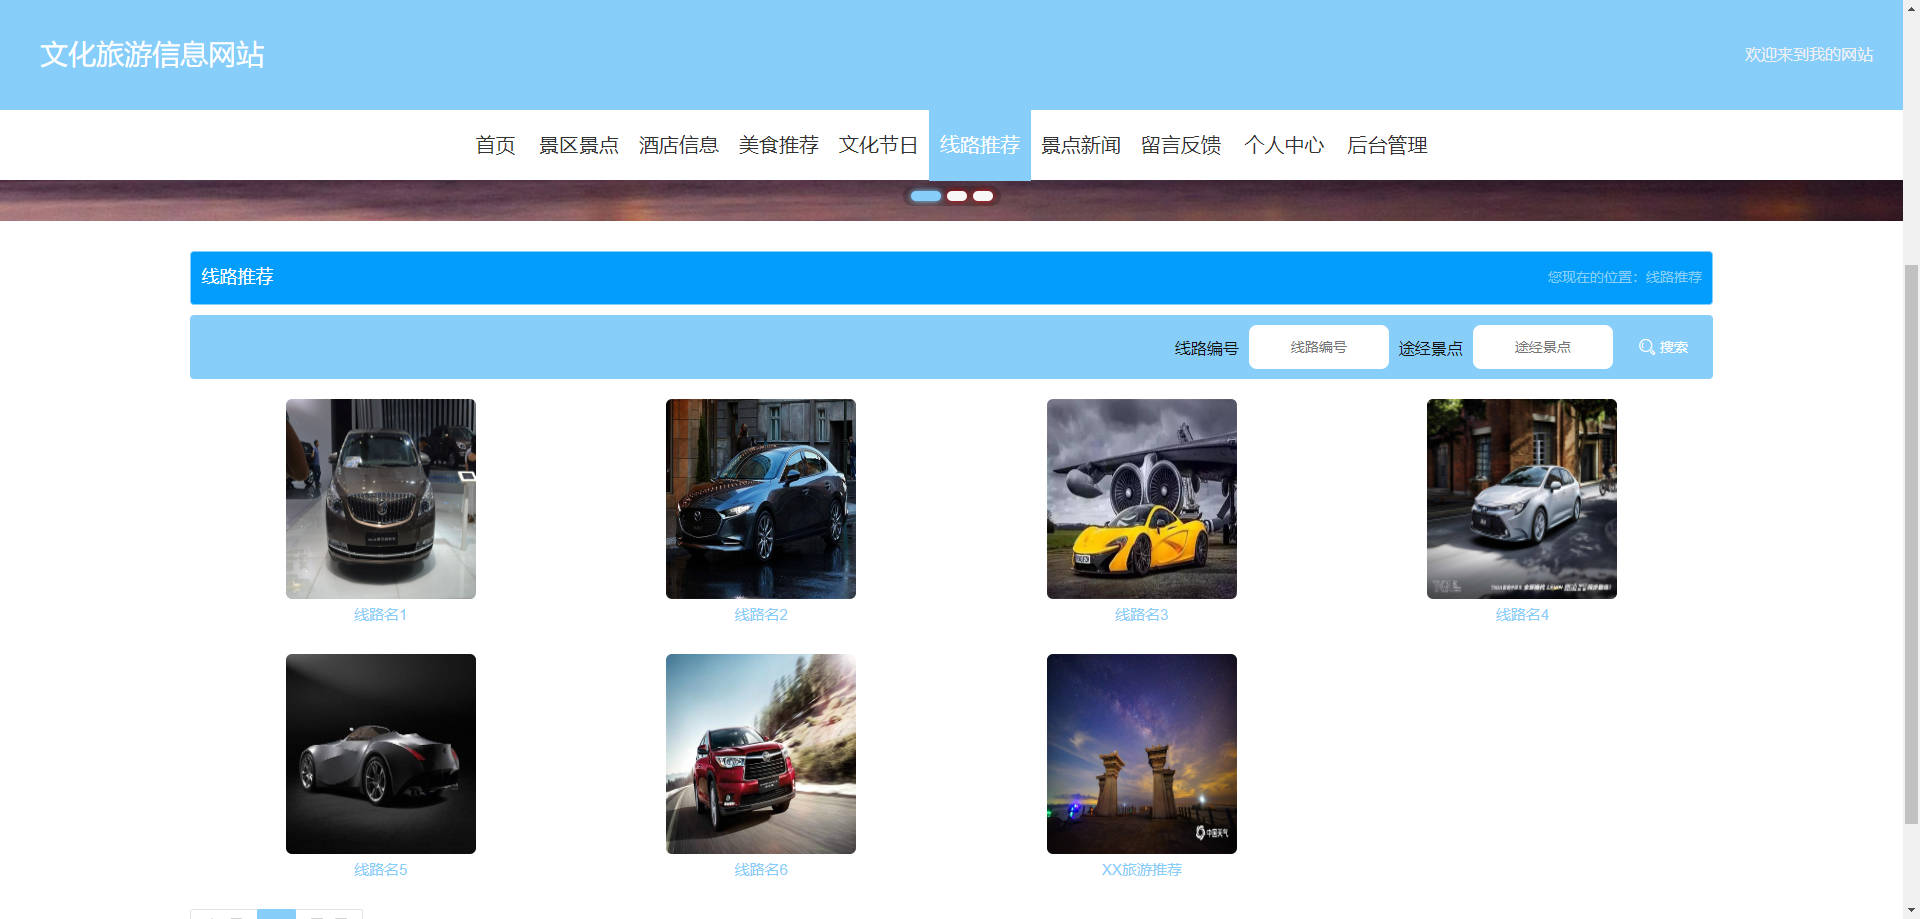 文化旅游信息网站
欢迎来到我的网站
首页 景区景点 酒店信息 美食推荐 文化节日 线路推荐 景点新闻 留言反馈 个人中心 后台管理
线路推荐
您现在的位置：线路推荐
线路编号 线路编号 途经景点 途经景点 搜索
线路名1
线路名2
线路名3
线路名4
线路名5
线路名6
中国天气
XX旅游推荐